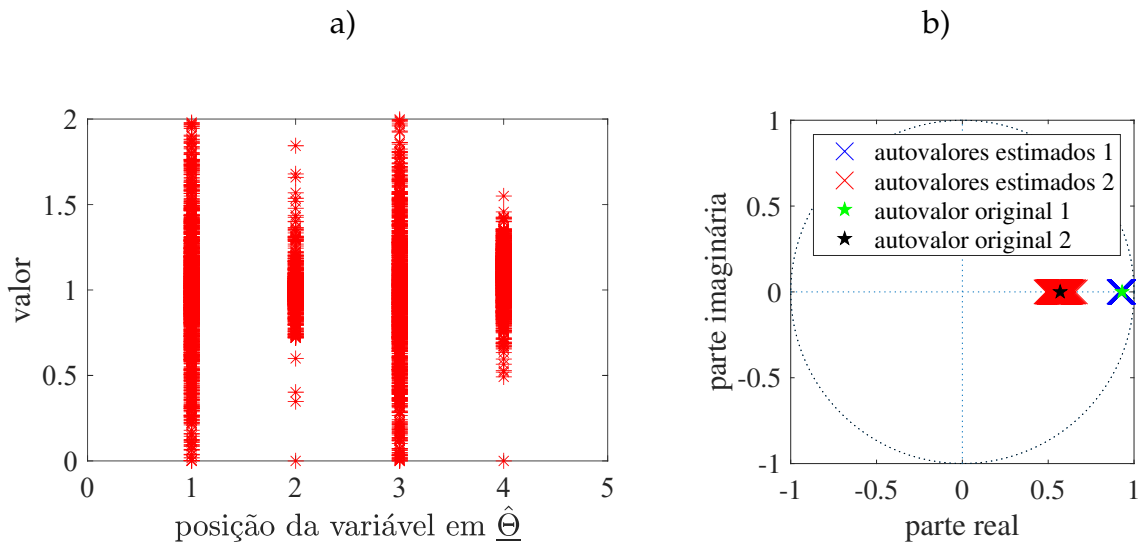 a)
b)
2
1.5
1
0.5
0
valor
0
1
2
3
4
5
posição da variável em \underline{\hat{Θ}}
1
0.5
0
-0.5
-1
parte imaginária
autovalores estimados 1
autovalores estimados 2
autovalor original 1
autovalor original 2
-1
-0.5
0
0.5
1
parte real